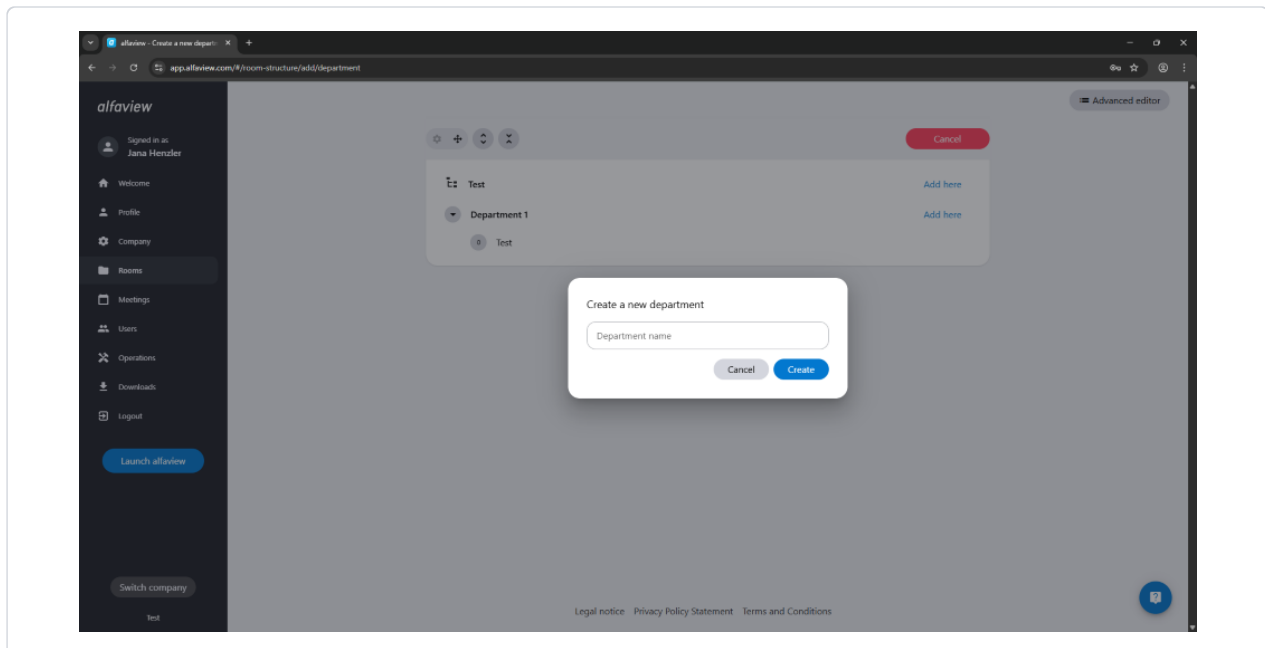 alfaview - Create a new departm
app.alfaview.com/#/room-structure/add/department
alfaview
Advanced editor
Signed in as
Jana Henzler
Cancel
Welcome
Test Add here
Profile
Department 1 Add here
Company
0 Test
Rooms
Meetings
Create a new department
Users
Department name
Operations
Cancel Create
Downloads
Logout
Launch alfaview
Switch company
Legal notice Privacy Policy Statement Terms and Conditions
Test